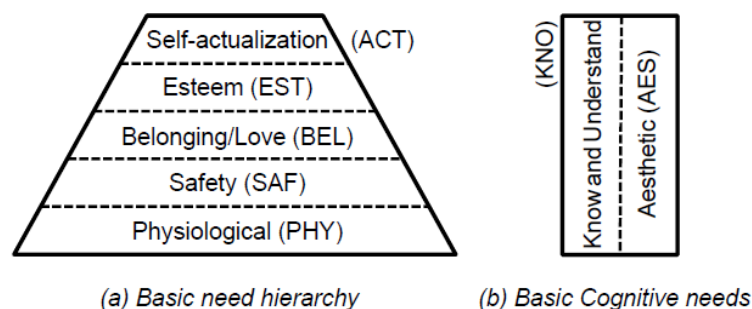 Self-actualization (ACT)
Esteem (EST)
Belonging/Love (BEL)
Safety (SAF)
Physiological (PHY)
(a) Basic need hierarchy
(KNO)
Know and Understand
Aesthetic (AES)
(b) Basic Cognitive needs